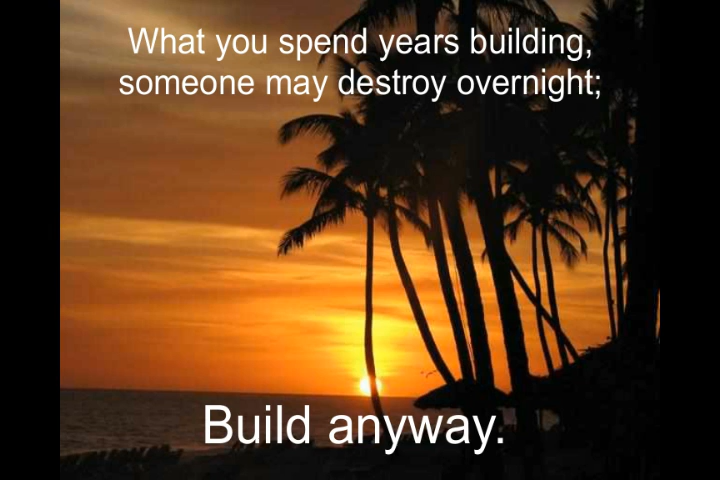 What you spend years building,
someone may destroy overnight;
Build anyway.